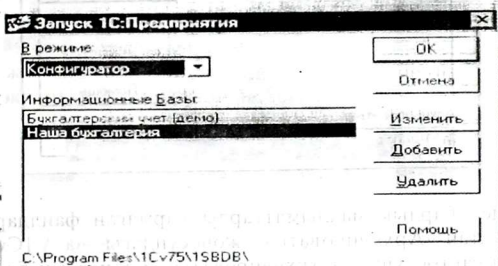 Запуск 1С:Предприятия
В режиме:
Конфигуратор
Информационные Базы:
Бухгалтерский учет (демо)
Наша бухгалтерия
OK
Отмена
Изменить
Добавить
Удалить
Помощь
C:\Program Files\1Cv75\1SBDB\